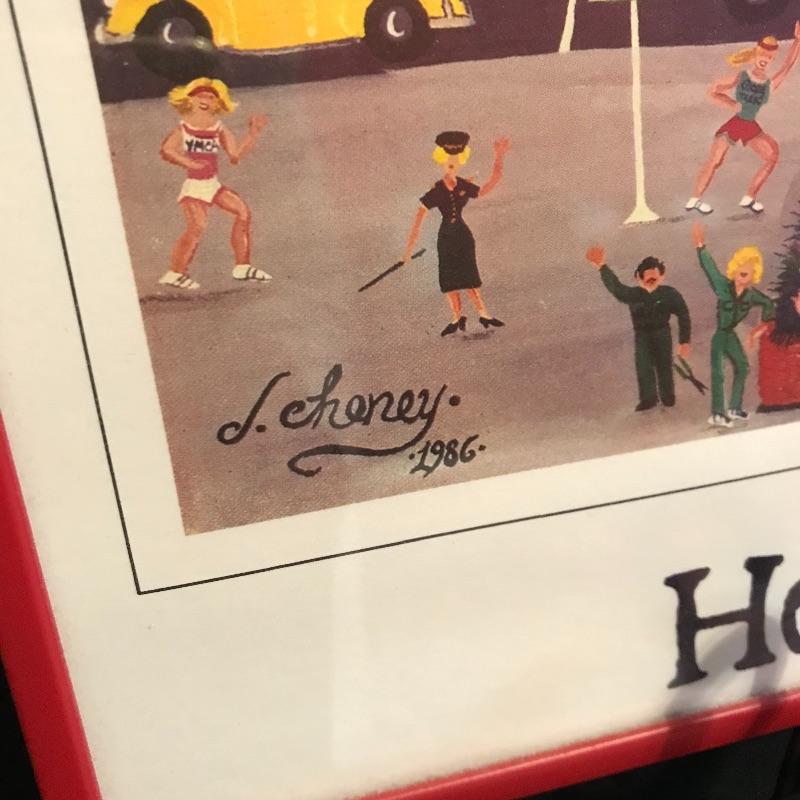 YMCA
J. Cheney.
·1986·
Ho